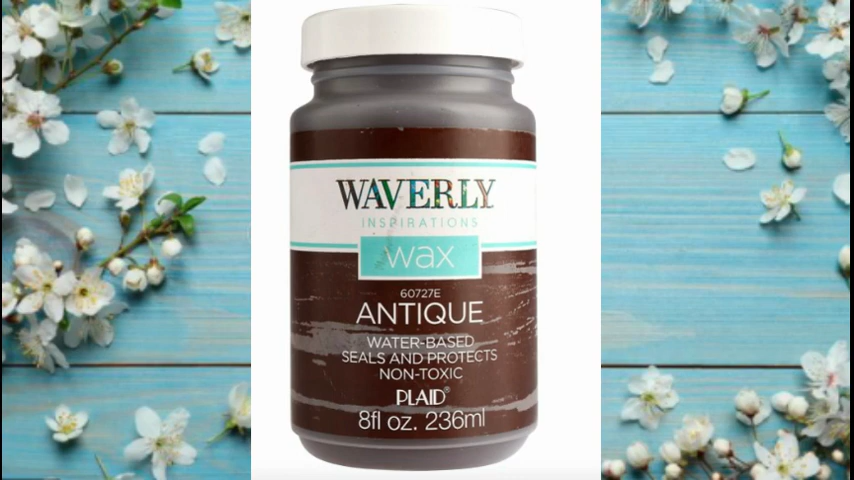 WAVERLY
INSPIRATIONS
wax
60727E
ANTIQUE
WATER-BASED
SEALS AND PROTECTS
NON-TOXIC
PLAID®
8fl oz. 236ml